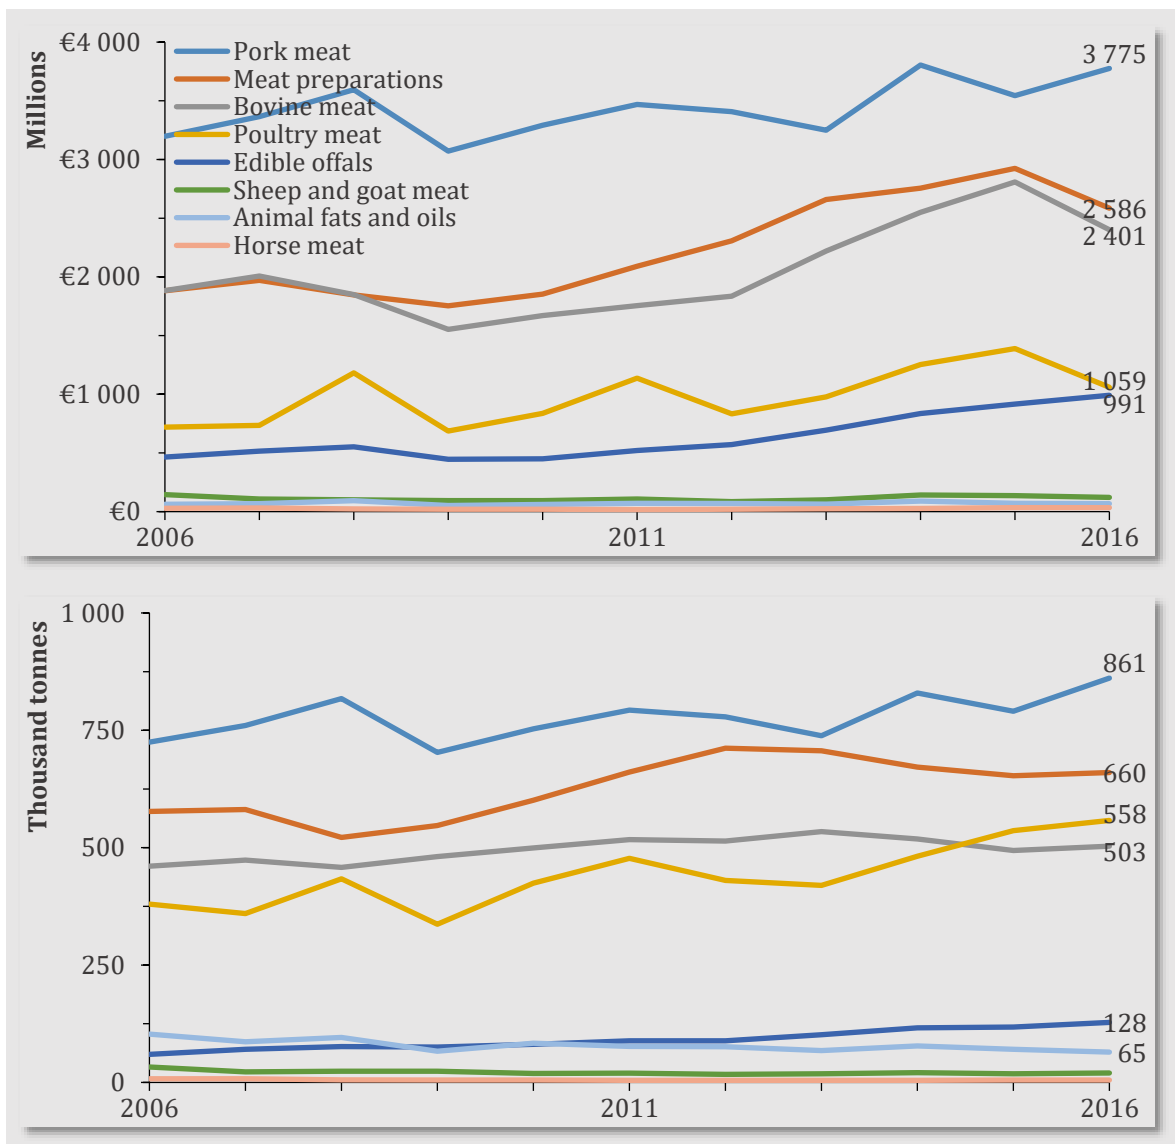 €4 000
Millions
€3 000
€2 000
€1 000
€0
Pork meat
Meat preparations
Bovine meat
Poultry meat
Edible offals
Sheep and goat meat
Animal fats and oils
Horse meat
3 775
2 586
2 401
1 059
991
2006
2011
2016
1 000
Thousand tonnes
750
500
250
0
861
660
558
503
128
65
2006
2011
2016